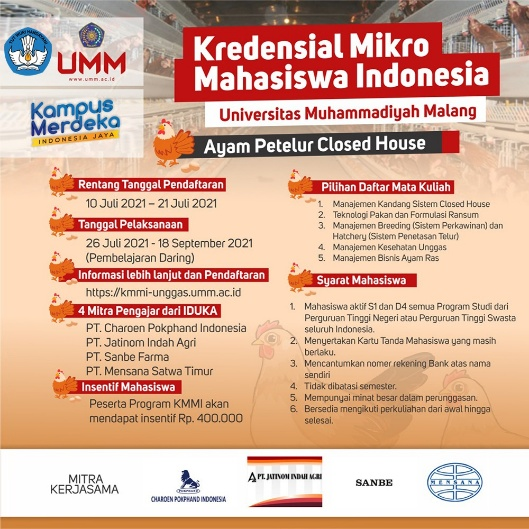 UMM
www.umm.ac.id
Kampus
Merdeka
INDONESIA JAYA
Kredensial Mikro
Mahasiswa Indonesia
Universitas Muhammadiyah Malang
Ayam Petelur Closed House
Rentang Tanggal Pendaftaran
10 Juli 2021 – 21 Juli 2021
Tanggal Pelaksanaan
26 Juli 2021 - 18 September 2021
(Pembelajaran Daring)
Informasi lebih lanjut dan Pendaftaran
https://kmmi-unggas.umm.ac.id
4 Mitra Pengajar dari IDUKA
PT. Charoen Pokphand Indonesia
PT. Jatinom Indah Agri
PT. Sanbe Farma
PT. Mensana Satwa Timur
Insentif Mahasiswa
Peserta Program KMMI akan
mendapat insentif Rp. 400.000
Pilihan Daftar Mata Kuliah
1. Manajemen Kandang Sistem Closed House
2. Teknologi Pakan dan Formulasi Ransum
3. Manajemen Breeding (Sistem Perkawinan) dan
Hatchery (Sistem Penetasan Telur)
4. Manajemen Kesehatan Unggas
5. Manajemen Bisnis Ayam Ras
Syarat Mahasiswa
1. Mahasiswa aktif S1 dan D4 semua Program Studi dari
Perguruan Tinggi Negeri atau Perguruan Tinggi Swasta
seluruh Indonesia.
2. Menyertakan Kartu Tanda Mahasiswa yang masih
berlaku.
3. Mencantumkan nomor rekening Bank atas nama
sendiri
4. Tidak dibatasi semester.
5. Mempunyai minat besar dalam perunggasan.
6. Bersedia mengikuti perkuliahan dari awal hingga
selesai.
MITRA
KERJASAMA
CHAROEN POKPHAND INDONESIA
PT. JATINOM INDAH AGRI
SANBE
MENSANA